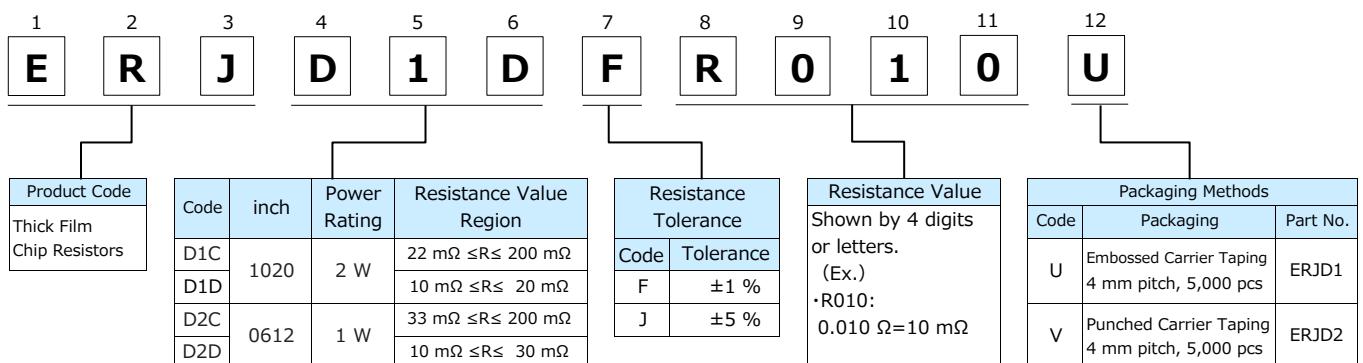 1 2 3 4 5 6 7 8 9 10 11 12
E R J D 1 D F R 0 1 0 U
Product Code
Thick Film
Chip Resistors
Code inch Power Rating Resistance Value Region
D1C 1020 2 W 22 mΩ ≤R≤ 200 mΩ
D1D 10 mΩ ≤R≤ 20 mΩ
D2C 0612 1 W 33 mΩ ≤R≤ 200 mΩ
D2D 10 mΩ ≤R≤ 30 mΩ
Resistance
Tolerance
Code Tolerance
F ±1 %
J ±5 %
Resistance Value
Shown by 4 digits
or letters.
(Ex.)
･R010:
0.010 Ω=10 mΩ
Packaging Methods
Code Packaging Part No.
U Embossed Carrier Taping
4 mm pitch, 5,000 pcs ERJD1
V Punched Carrier Taping
4 mm pitch, 5,000 pcs ERJD2